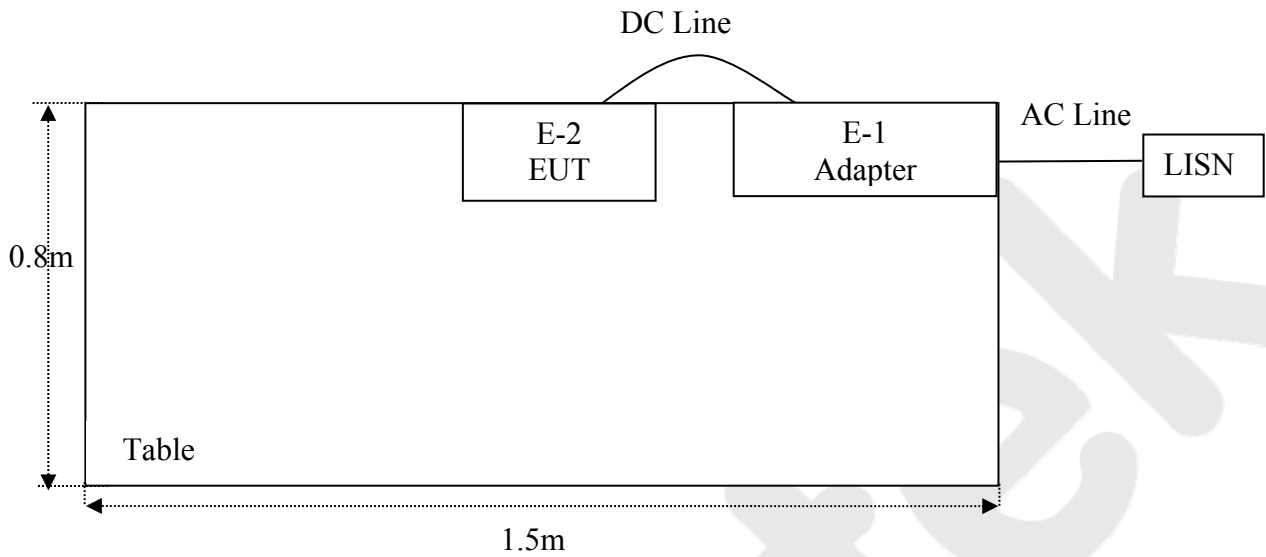 DC Line
E-2
EUT
E-1
Adapter
AC Line
LISN
0.8m
Table
1.5m